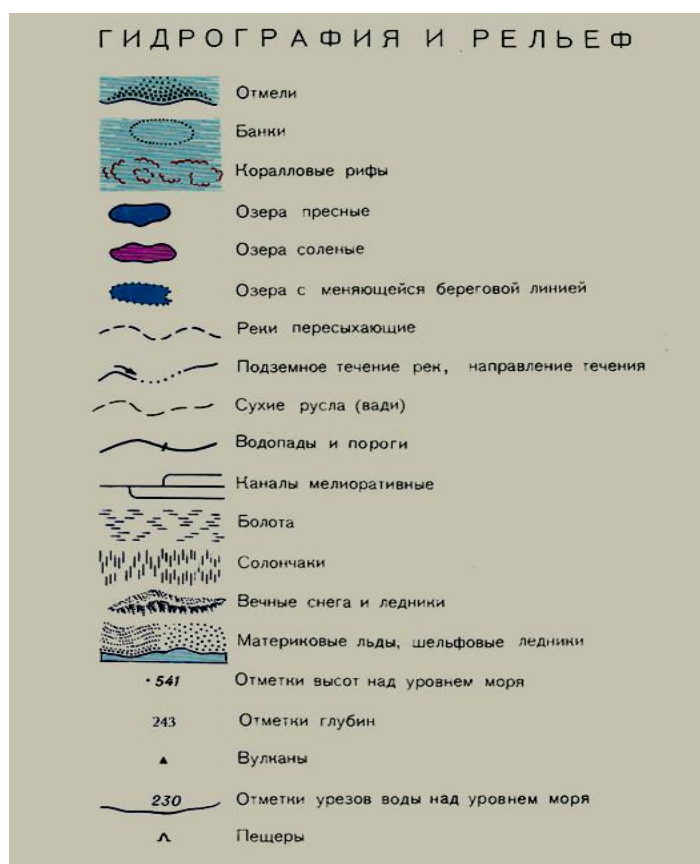 ГИДРОГРАФИЯ И РЕЛЬЕФ
Отмели
Банки
Коралловые рифы
Озера пресные
Озера соленые
Озера с меняющейся береговой линией
Реки пересыхающие
Подземное течение рек, направление течения
Сухие русла (вади)
Водопады и пороги
Каналы мелиоративные
Болота
Солончаки
Вечные снега и ледники
Материковые льды, шельфовые ледники
• 541 Отметки высот над уровнем моря
243 Отметки глубин
Вулканы
230 Отметки урезов воды над уровнем моря
Пещеры